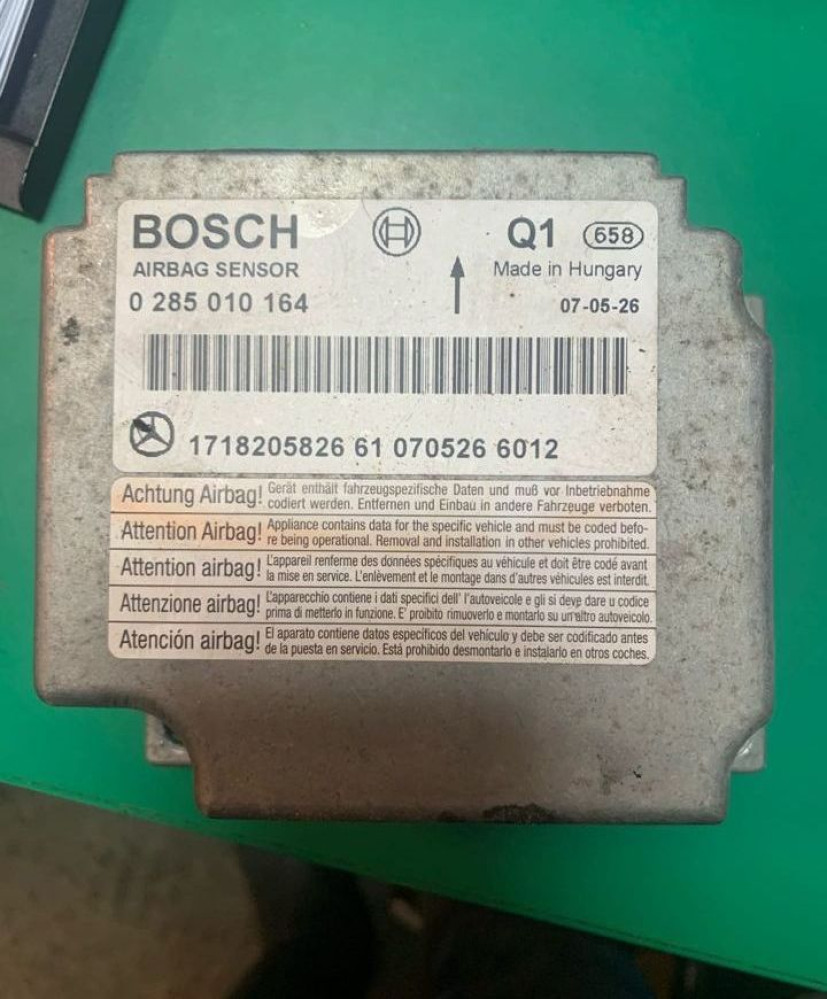 BOSCH
Q1 658
AIRBAG SENSOR
Made in Hungary
0 285 010 164
07-05-26
1718205826 61 070526 6012
Achtung Airbag! Gerät enthält fahrzeugspezifische Daten und muß vor Inbetriebnahme
codiert werden. Entfernen und Einbau in andere Fahrzeuge verboten.
Attention Airbag! Appliance contains data for the specific vehicle and must be coded befo-
re being operational. Removal and installation in other vehicles prohibited.
Attention airbag! L'appareil renferme des données spécifiques au véhicule et doit être codé avant
la mise en service. L'enlèvement et le montage dans d'autres véhicules est interdit.
Attenzione airbag! L'apparecchio contiene i dati specifici dell' l'autoveicole e gli si deve dare u codice
prima di metterlo in funzione. E' proibito rimuoverlo e montarlo su un'altro autoveicolo.
Atención airbag! El aparato contiene datos específicos del vehículo y debe ser codificado antes
de la puesta en servicio. Está prohibido desmontarlo e instalarlo en otros coches.